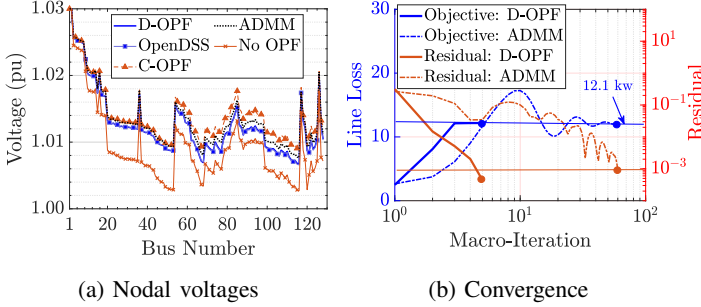 1.03
1.02
1.01
1.00
Voltage (pu)
D-OPF
ADMM
OpenDSS
No OPF
C-OPF
1 20 40 60 80 100 120
Bus Number
(a) Nodal voltages
30
20
10
0
Line Loss
Objective: D-OPF
Objective: ADMM
Residual: D-OPF
Residual: ADMM
12.1 kw
10^1
10^-1
10^-3
Residual
10^0 10^1 10^2
Macro-Iteration
(b) Convergence